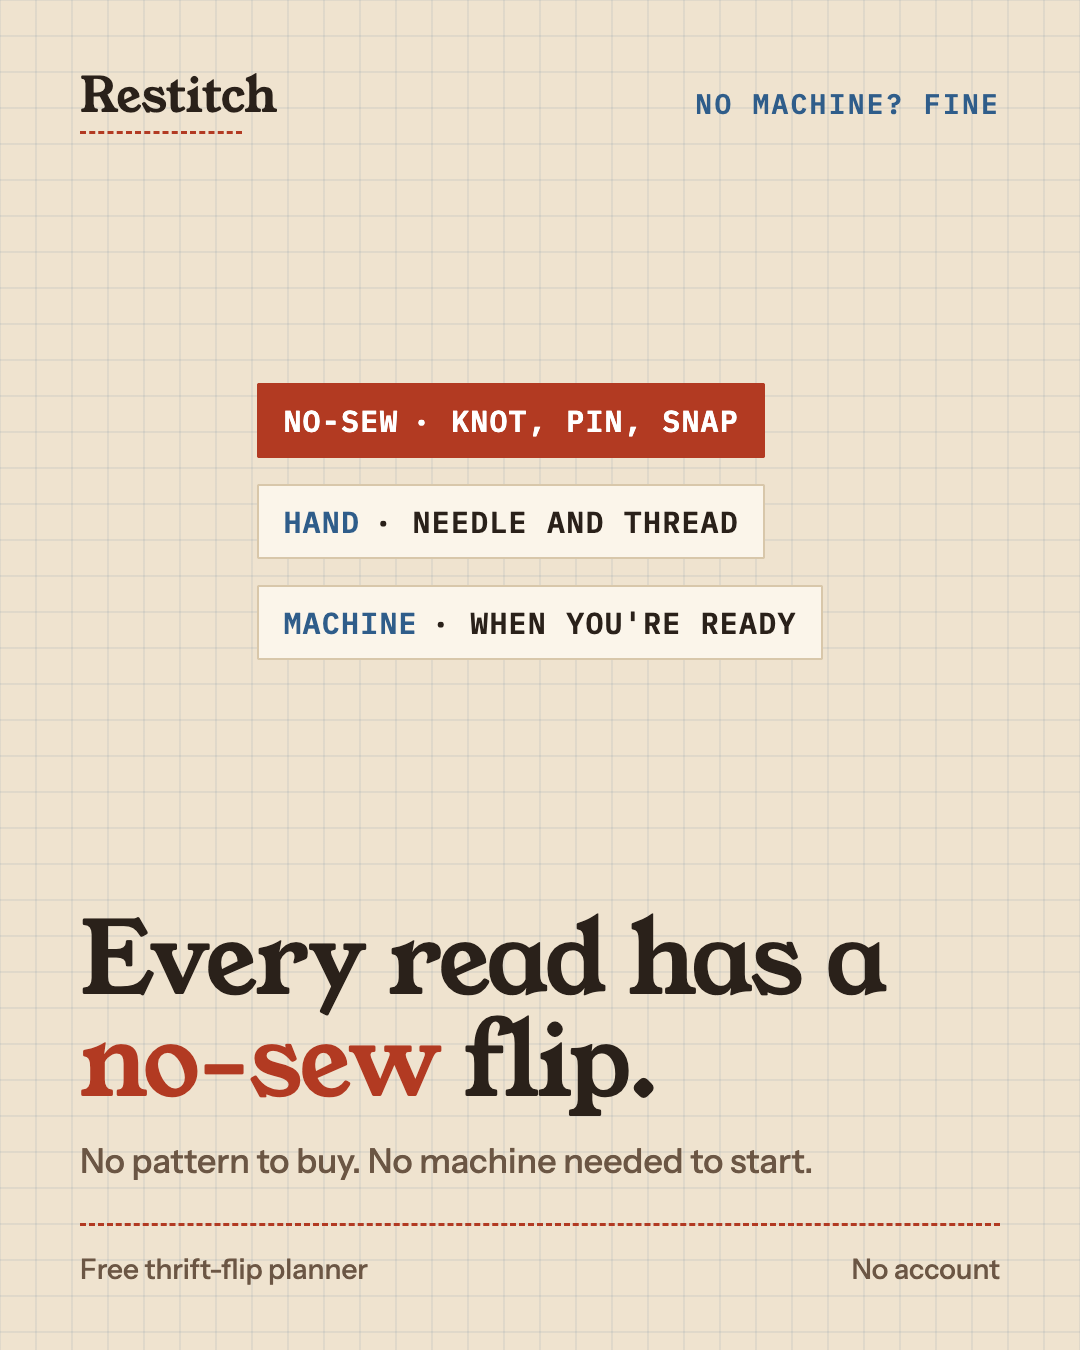 Restitch
NO MACHINE? FINE
NO-SEW · KNOT, PIN, SNAP
HAND · NEEDLE AND THREAD
MACHINE · WHEN YOU'RE READY
Every read has a
no-sew flip.
No pattern to buy. No machine needed to start.
Free thrift-flip planner
No account